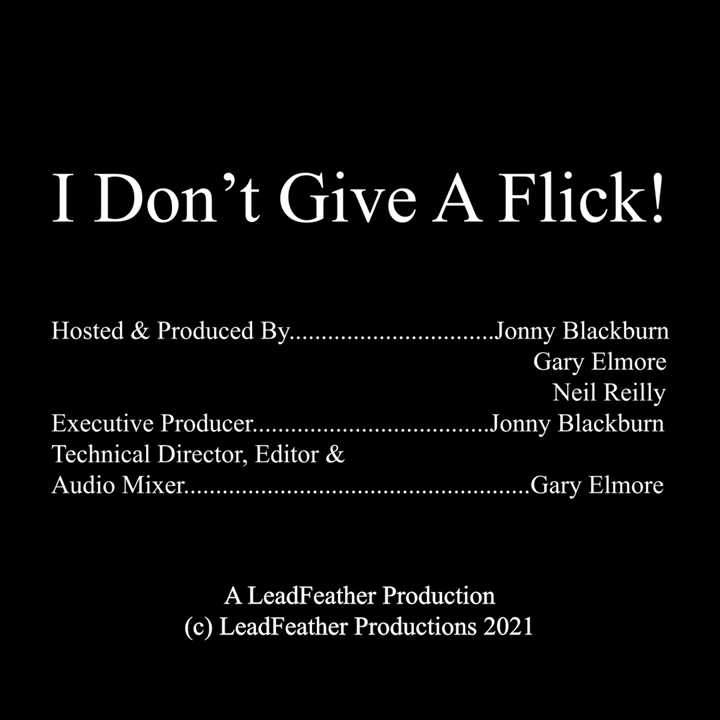 I Don’t Give A Flick!
Hosted & Produced By................................Jonny Blackburn
Gary Elmore
Neil Reilly
Executive Producer.....................................Jonny Blackburn
Technical Director, Editor &
Audio Mixer......................................................Gary Elmore
A LeadFeather Production
(c) LeadFeather Productions 2021